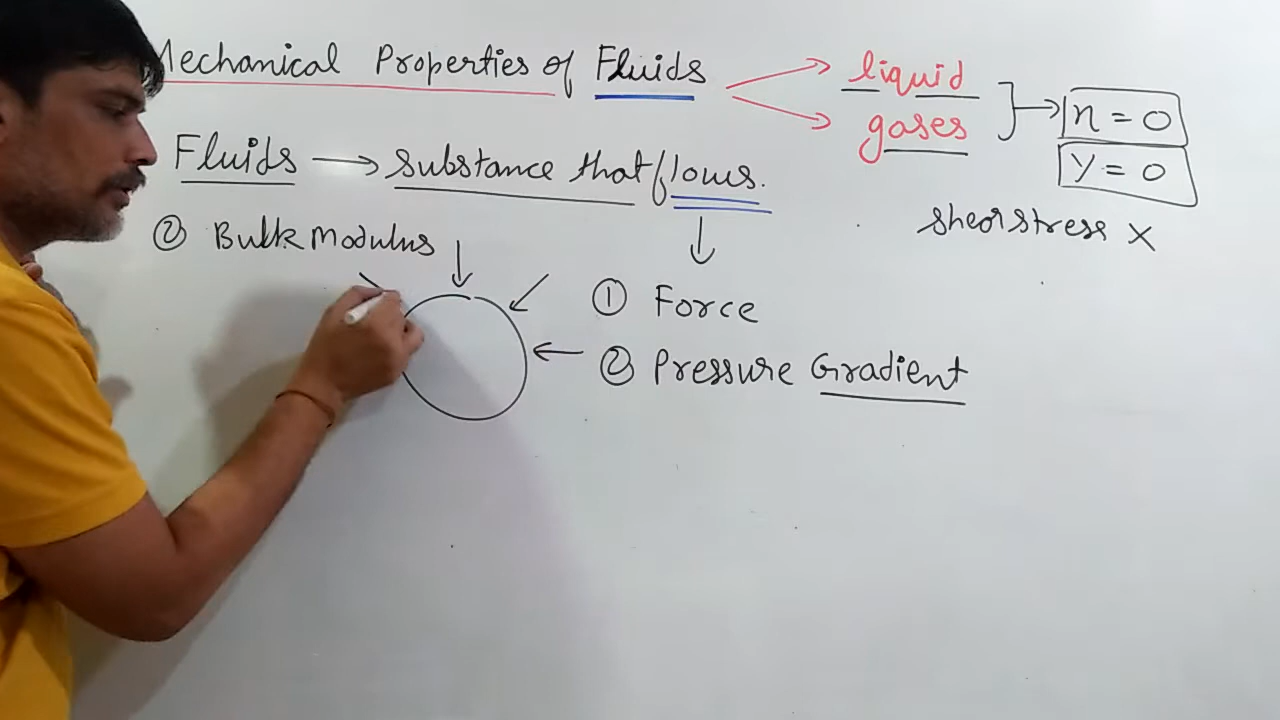 Mechanical Properties of Fluids
liquid
gases
n = 0
y = 0
Fluids → substance that flows.
shear stress ×
② Bulk Modulus
① Force
② Pressure Gradient